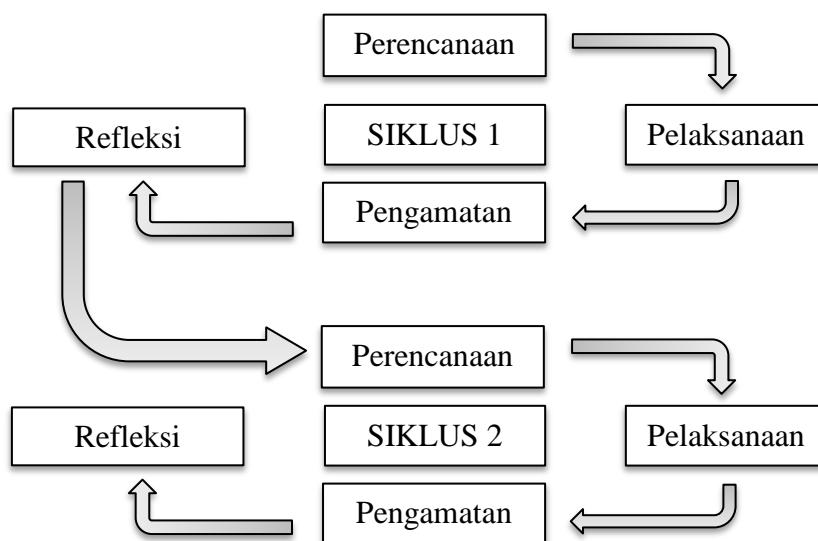 Perencanaan
Refleksi
SIKLUS 1
Pelaksanaan
Pengamatan
Perencanaan
Refleksi
SIKLUS 2
Pelaksanaan
Pengamatan